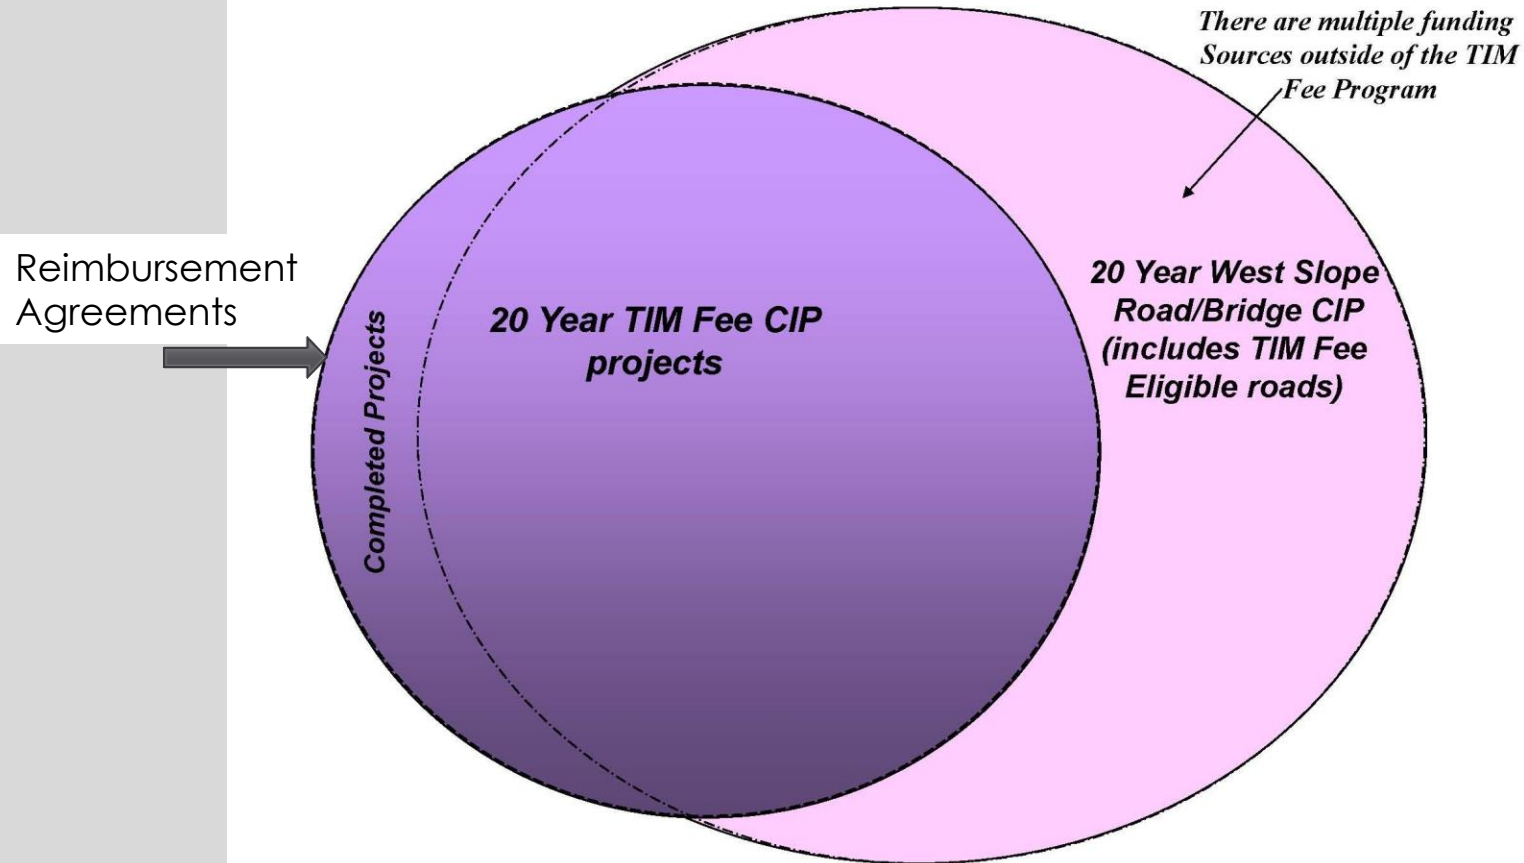 There are multiple funding
Sources outside of the TIM
Fee Program
Reimbursement
Agreements
Completed Projects
20 Year TIM Fee CIP
projects
20 Year West Slope
Road/Bridge CIP
(includes TIM Fee
Eligible roads)